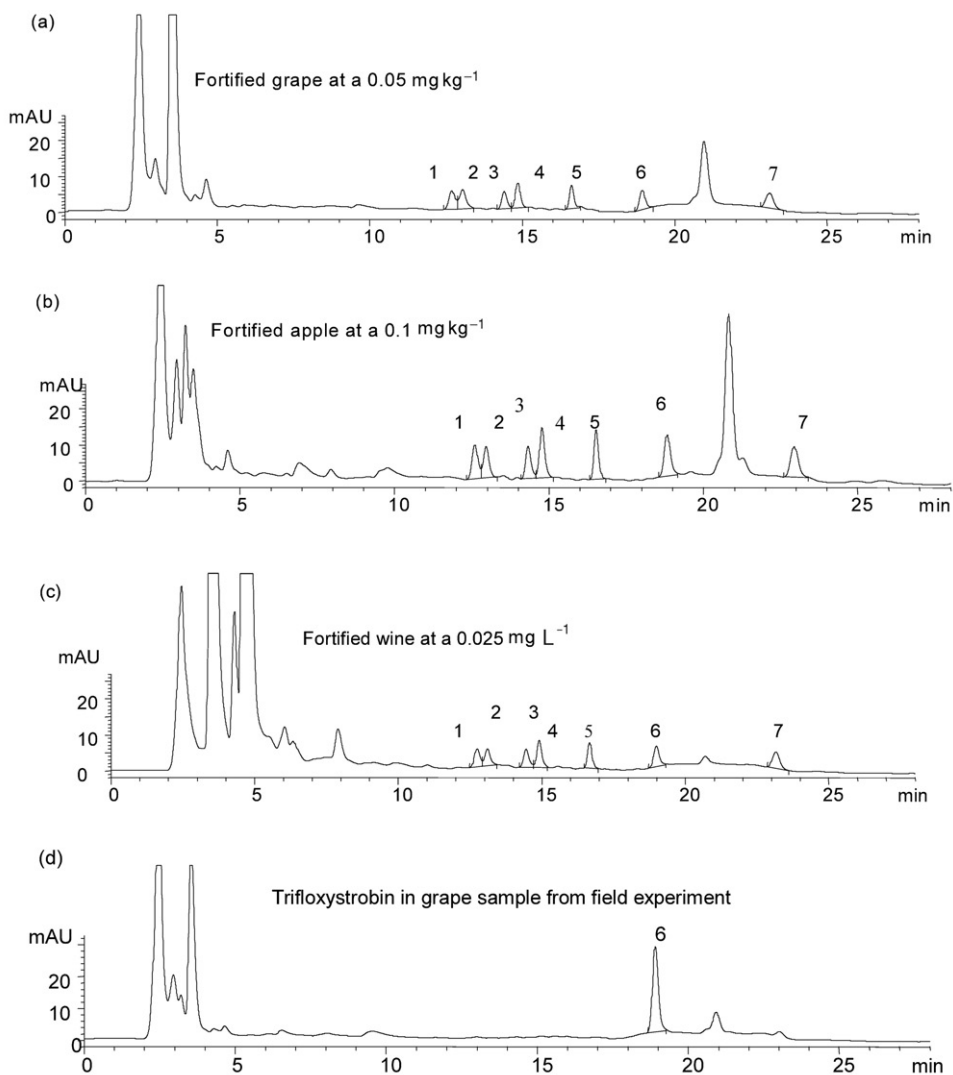 (a)
Fortified grape at a 0.05 mg kg⁻¹
mAU
20
10
0
1 2 3 4 5 6 7
0 5 10 15 20 25 min
(b)
Fortified apple at a 0.1 mg kg⁻¹
mAU
20
10
0
1 2 3 4 5 6 7
0 5 10 15 20 25 min
(c)
Fortified wine at a 0.025 mg L⁻¹
mAU
20
10
0
1 2 3 4 5 6 7
0 5 10 15 20 25 min
(d)
Trifloxystrobin in grape sample from field experiment
mAU
20
10
0
6
0 5 10 15 20 25 min